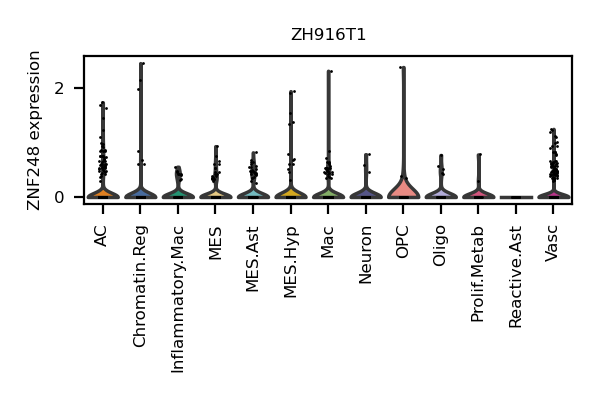 ZH916T1
ZNF248 expression
2
0
AC
Chromatin.Reg
Inflammatory.Mac
MES
MES.Ast
MES.Hyp
Mac
Neuron
OPC
Oligo
Prolif.Metab
Reactive.Ast
Vasc